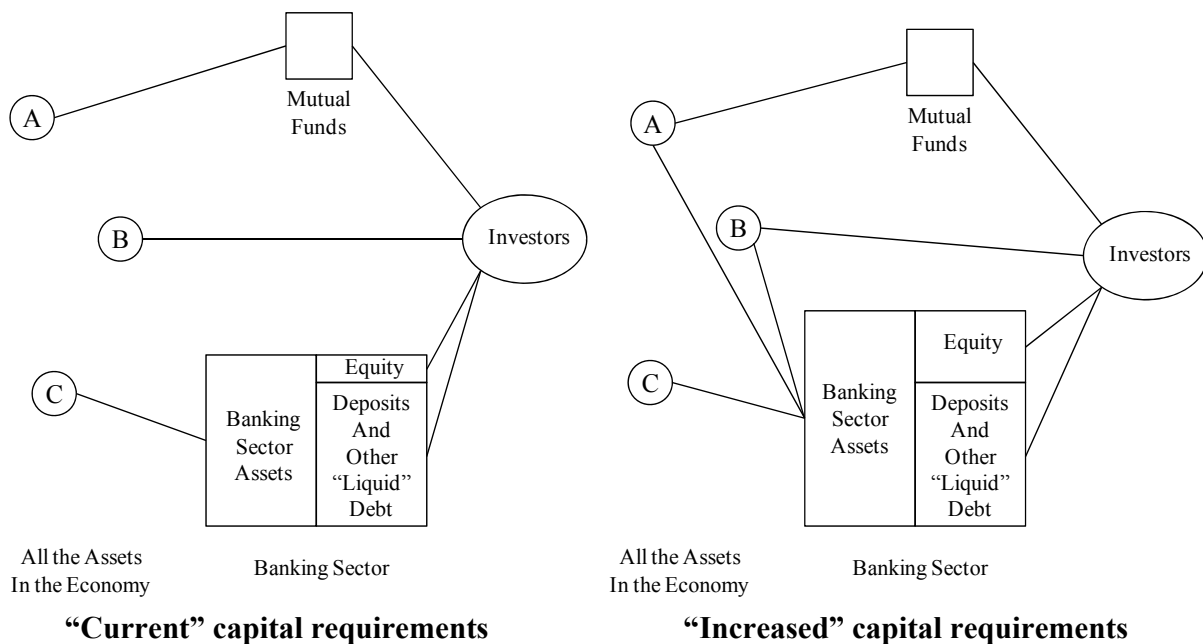 A
Mutual
Funds
B
Investors
C
Banking
Sector
Assets
Equity
Deposits
And
Other
“Liquid”
Debt
All the Assets
In the Economy
Banking Sector
“Current” capital requirements
A
Mutual
Funds
B
Investors
C
Banking
Sector
Assets
Equity
Deposits
And
Other
“Liquid”
Debt
All the Assets
In the Economy
Banking Sector
“Increased” capital requirements